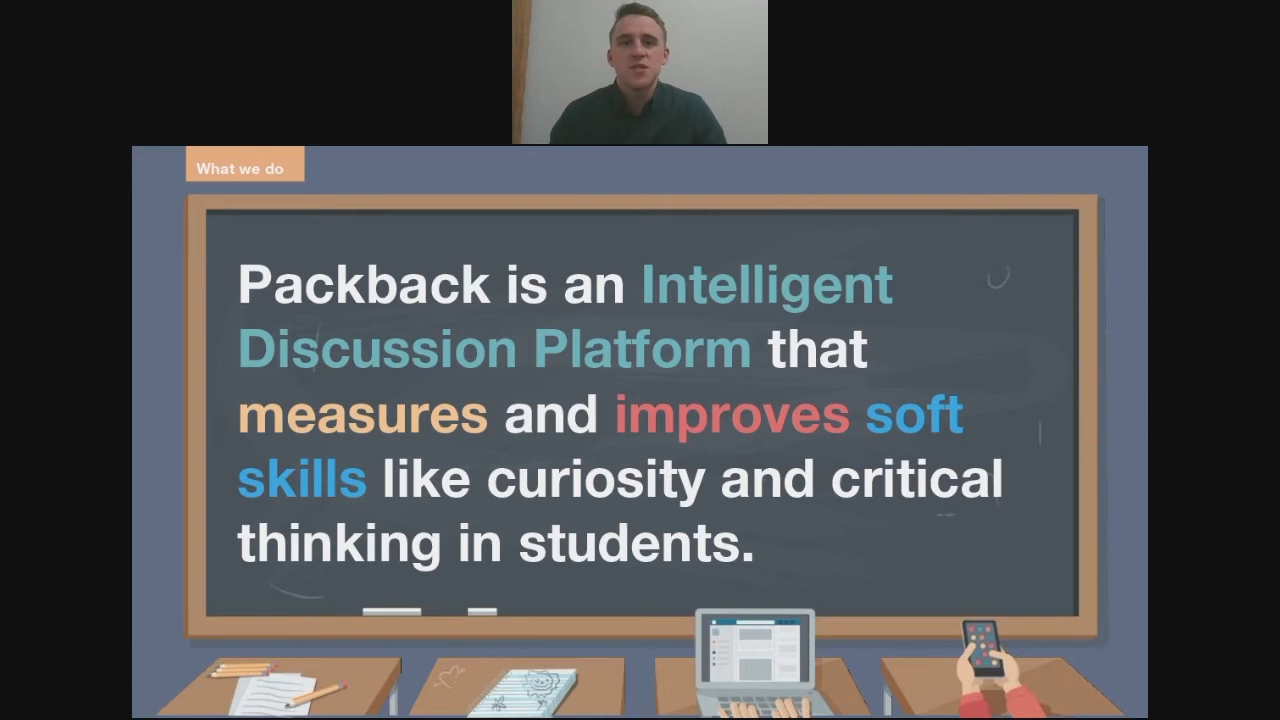 What we do
Packback is an Intelligent
Discussion Platform that
measures and improves soft
skills like curiosity and critical
thinking in students.